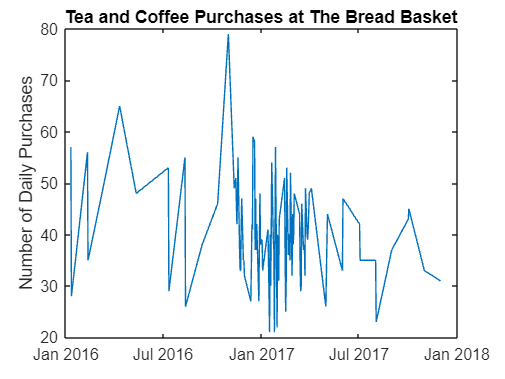 Tea and Coffee Purchases at The Bread Basket
Number of Daily Purchases
80
70
60
50
40
30
20
Jan 2016 Jul 2016 Jan 2017 Jul 2017 Jan 2018